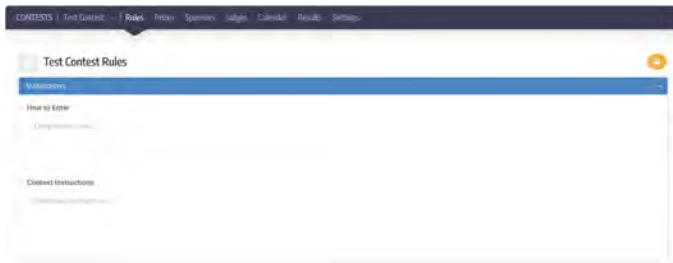 CONTESTS | Test Contest | Rules Prizes Sponsors Judges Calendar Results Settings
Test Contest Rules
Instructions
How to Enter
Contest Instructions